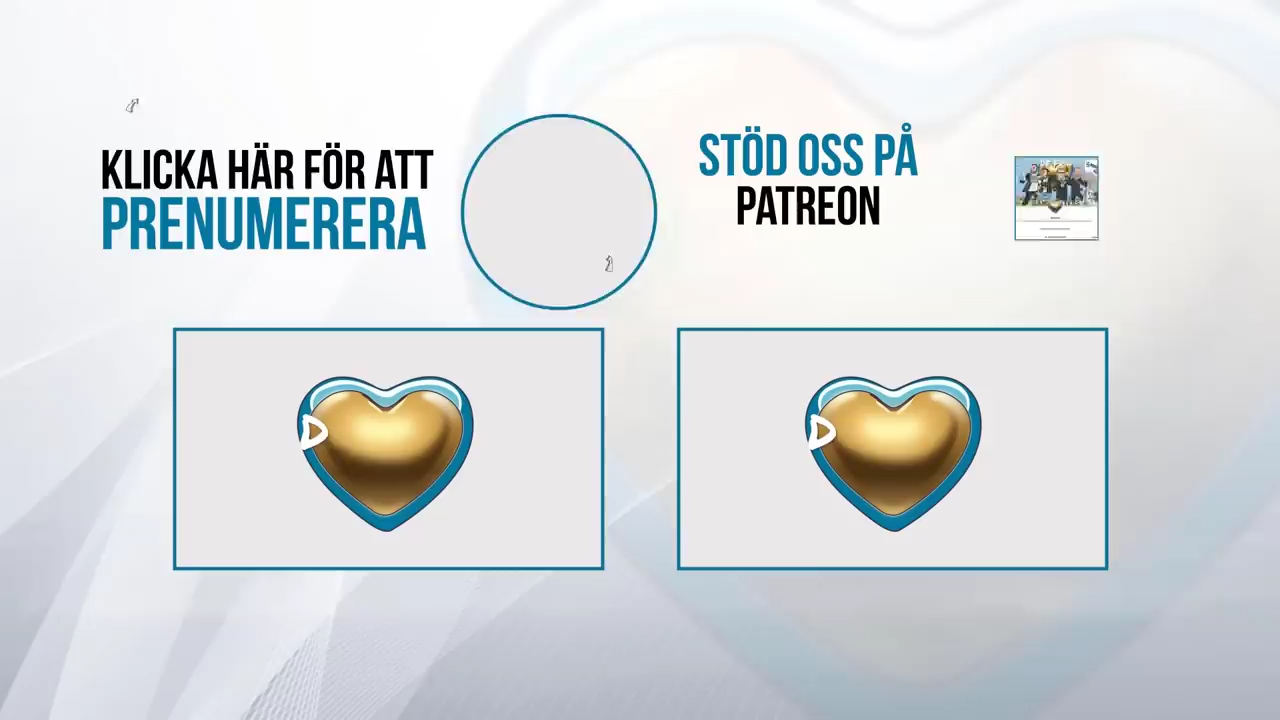 KLICKA HÄR FÖR ATT
PRENUMERERA
STÖD OSS PÅ
PATREON